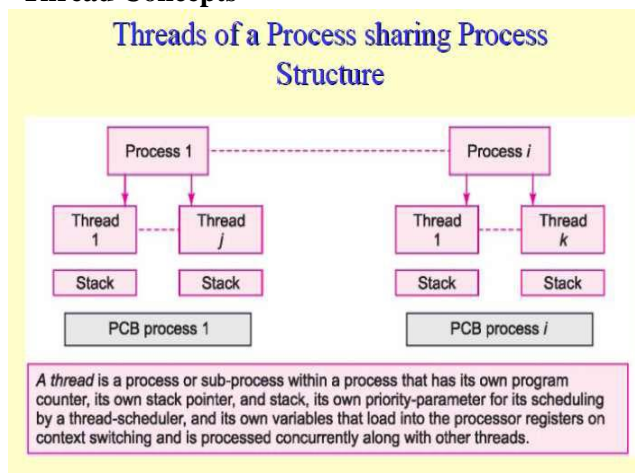 Thread Concepts
Threads of a Process sharing Process
Structure
Process 1
Process i
Thread
1
Thread
j
Thread
1
Thread
k
Stack
Stack
Stack
Stack
PCB process 1
PCB process i
A thread is a process or sub-process within a process that has its own program
counter, its own stack pointer, and stack, its own priority-parameter for its scheduling
by a thread-scheduler, and its own variables that load into the processor registers on
context switching and is processed concurrently along with other threads.